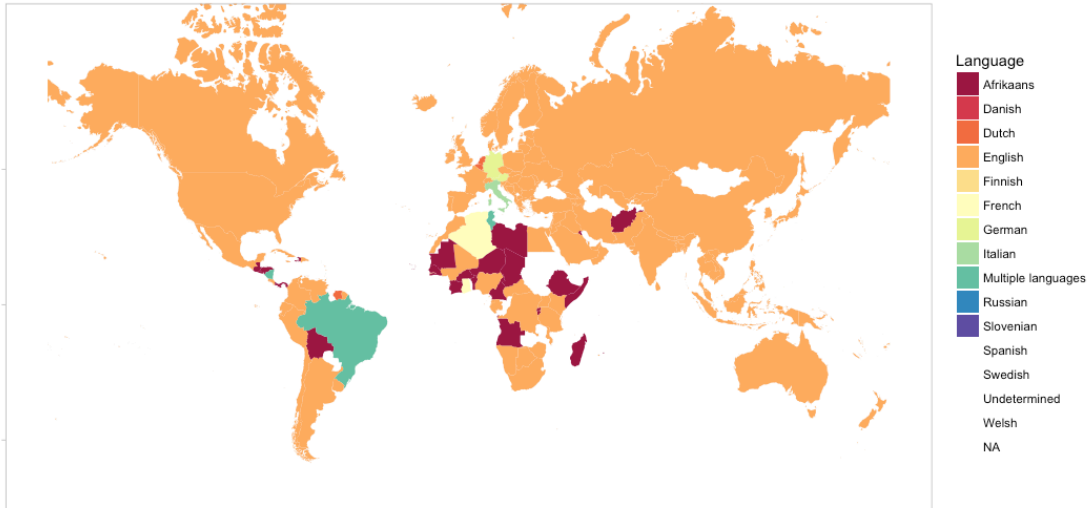 Language
Afrikaans
Danish
Dutch
English
Finnish
French
German
Italian
Multiple languages
Russian
Slovenian
Spanish
Swedish
Undetermined
Welsh
NA